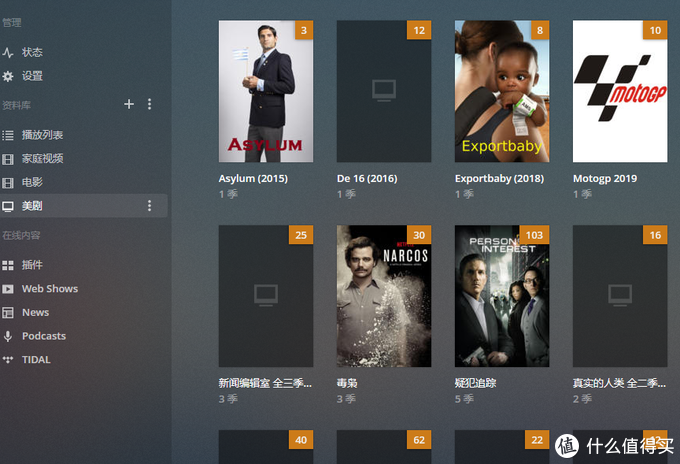 管理
状态
设置
资料库
播放列表
家庭视频
电影
美剧
在线内容
插件
Web Shows
News
Podcasts
TIDAL
3
12
8
10
ASYLUM
Exportbaby
MotoGP
Asylum (2015)
De 16 (2016)
Exportbaby (2018)
Motogp 2019
1 季
1 季
1 季
1 季
25
30
103
16
NETFLIX
NARCOS
PERSON OF INTEREST
新闻编辑室 全三季...
毒枭
疑犯追踪
真实的人类 全二季...
3 季
3 季
5 季
2 季
40
62
22
值 什么值得买